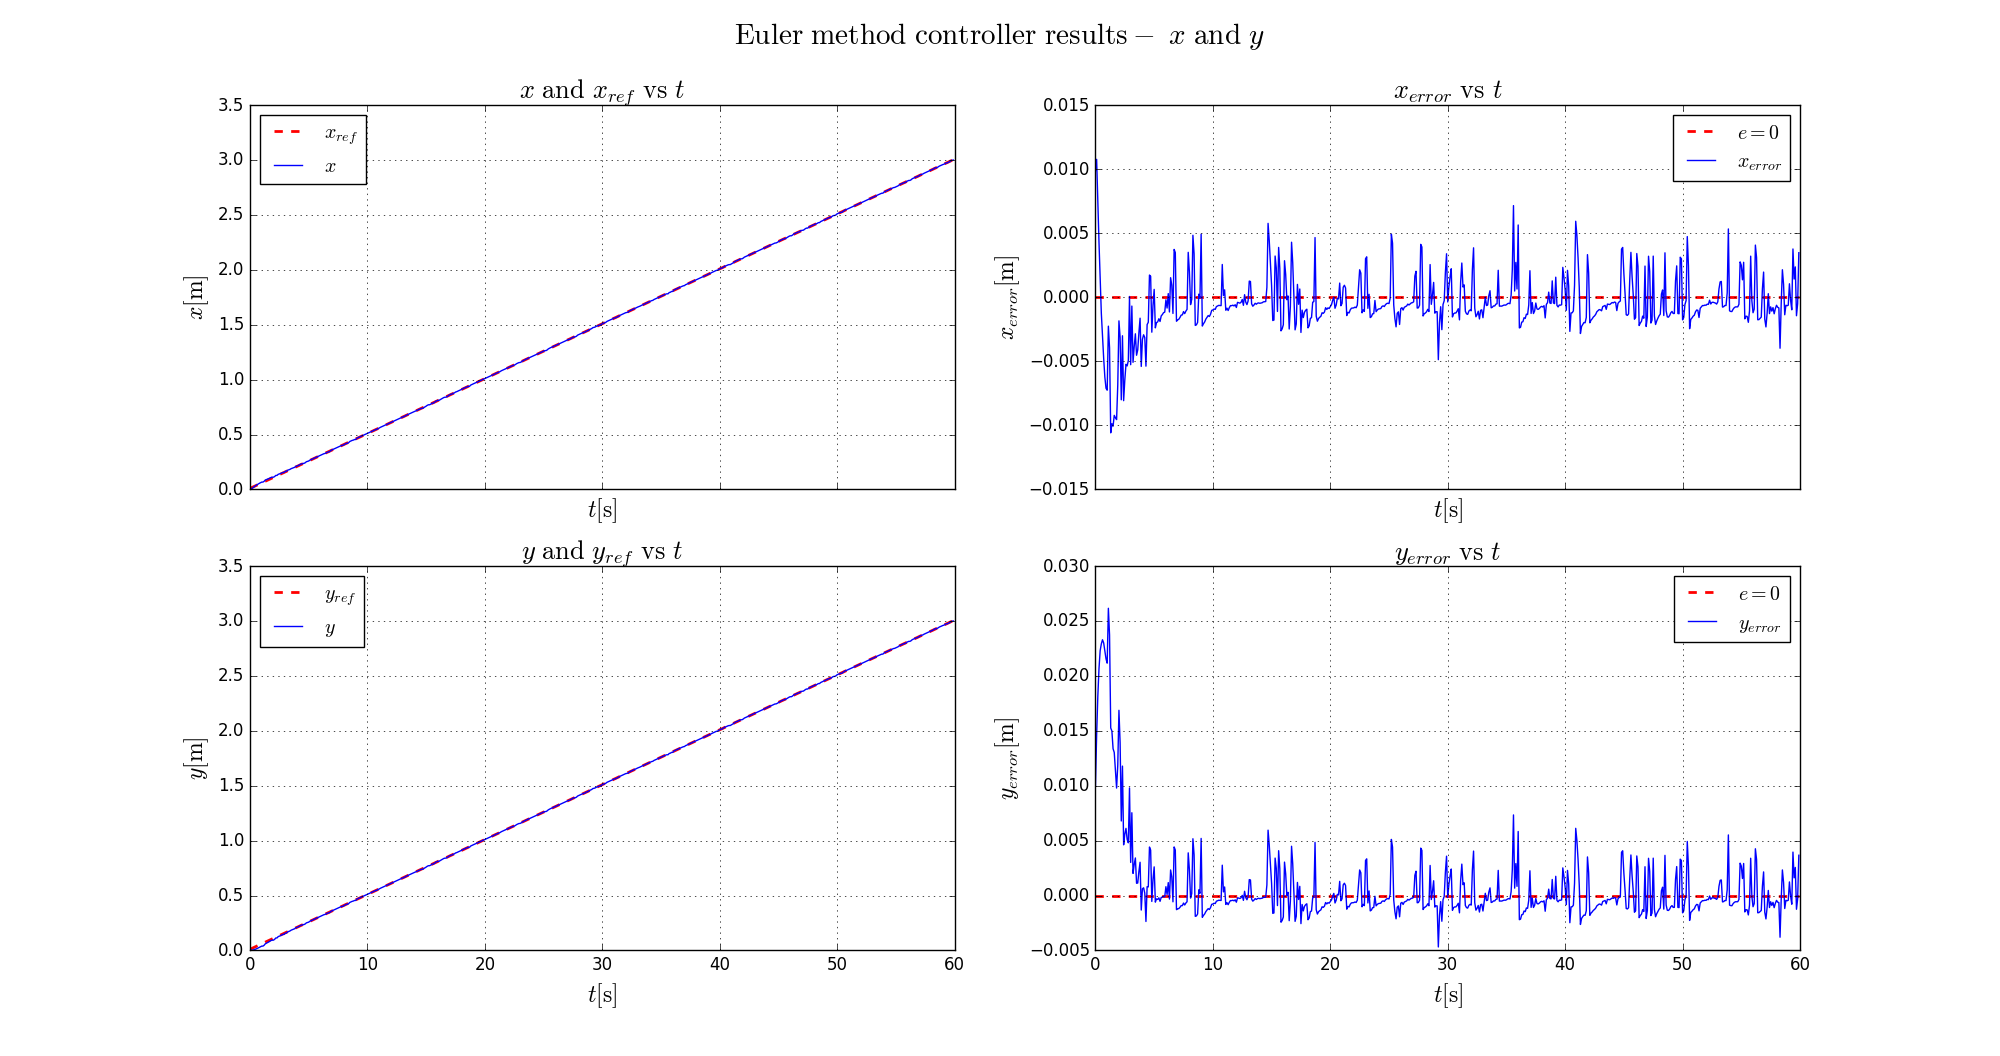 Euler method controller results − x and y
x and x_ref vs t
3.5
3.0
2.5
2.0
1.5
1.0
0.5
0.0
x[m]
x_ref
x
t[s]
x_error vs t
0.015
0.010
0.005
0.000
−0.005
−0.010
−0.015
x_error[m]
e=0
x_error
t[s]
y and y_ref vs t
3.5
3.0
2.5
2.0
1.5
1.0
0.5
0.0
y[m]
y_ref
y
0 10 20 30 40 50 60
t[s]
y_error vs t
0.030
0.025
0.020
0.015
0.010
0.005
0.000
−0.005
y_error[m]
e=0
y_error
0 10 20 30 40 50 60
t[s]